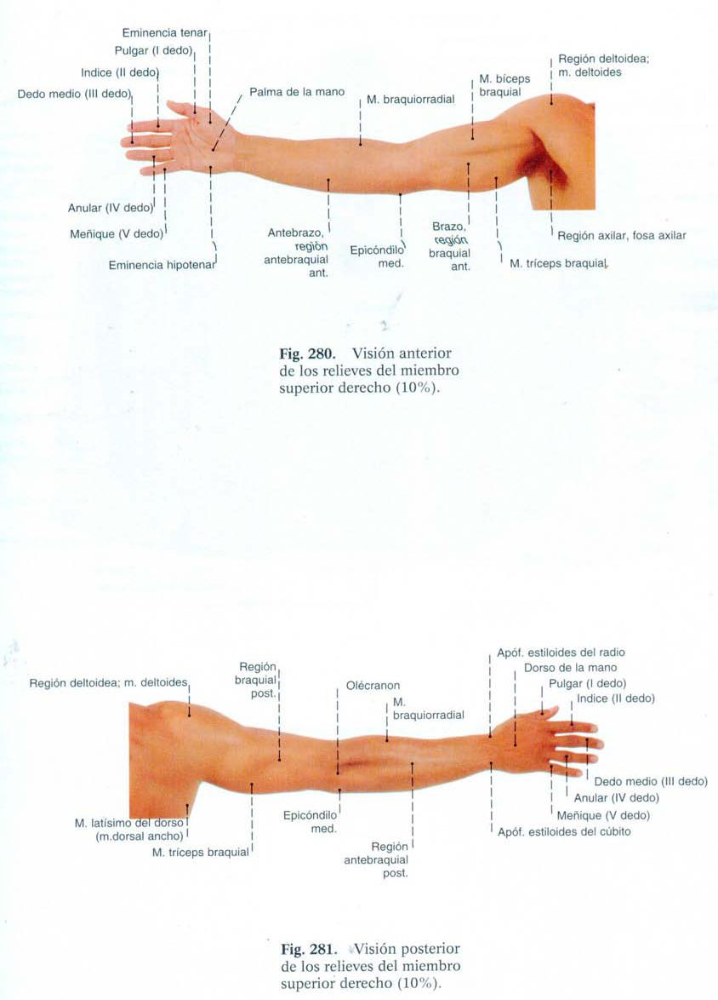 Eminencia tenar
Pulgar (I dedo)
Indice (II dedo)
Dedo medio (III dedo)
Palma de la mano
M. braquiorradial
M. bíceps
braquial
Región deltoidea;
m. deltoides
Anular (IV dedo)
Meñique (V dedo)
Eminencia hipotenar
Antebrazo,
región
antebraquial
ant.
Epicóndilo
med.
Brazo,
región
braquial
ant.
M. tríceps braquial
Región axilar, fosa axilar
Fig. 280. Visión anterior
de los relieves del miembro
superior derecho (10%).
Región deltoidea; m. deltoides
Región
braquial
post.
Olécranon
M.
braquiorradial
Apóf. estiloides del radio
Dorso de la mano
Pulgar (I dedo)
Indice (II dedo)
Dedo medio (III dedo)
Anular (IV dedo)
Meñique (V dedo)
Apóf. estiloides del cúbito
M. latísimo del dorso
(m.dorsal ancho)
M. tríceps braquial
Epicóndilo
med.
Región
antebraquial
post.
Fig. 281. Visión posterior
de los relieves del miembro
superior derecho (10%).